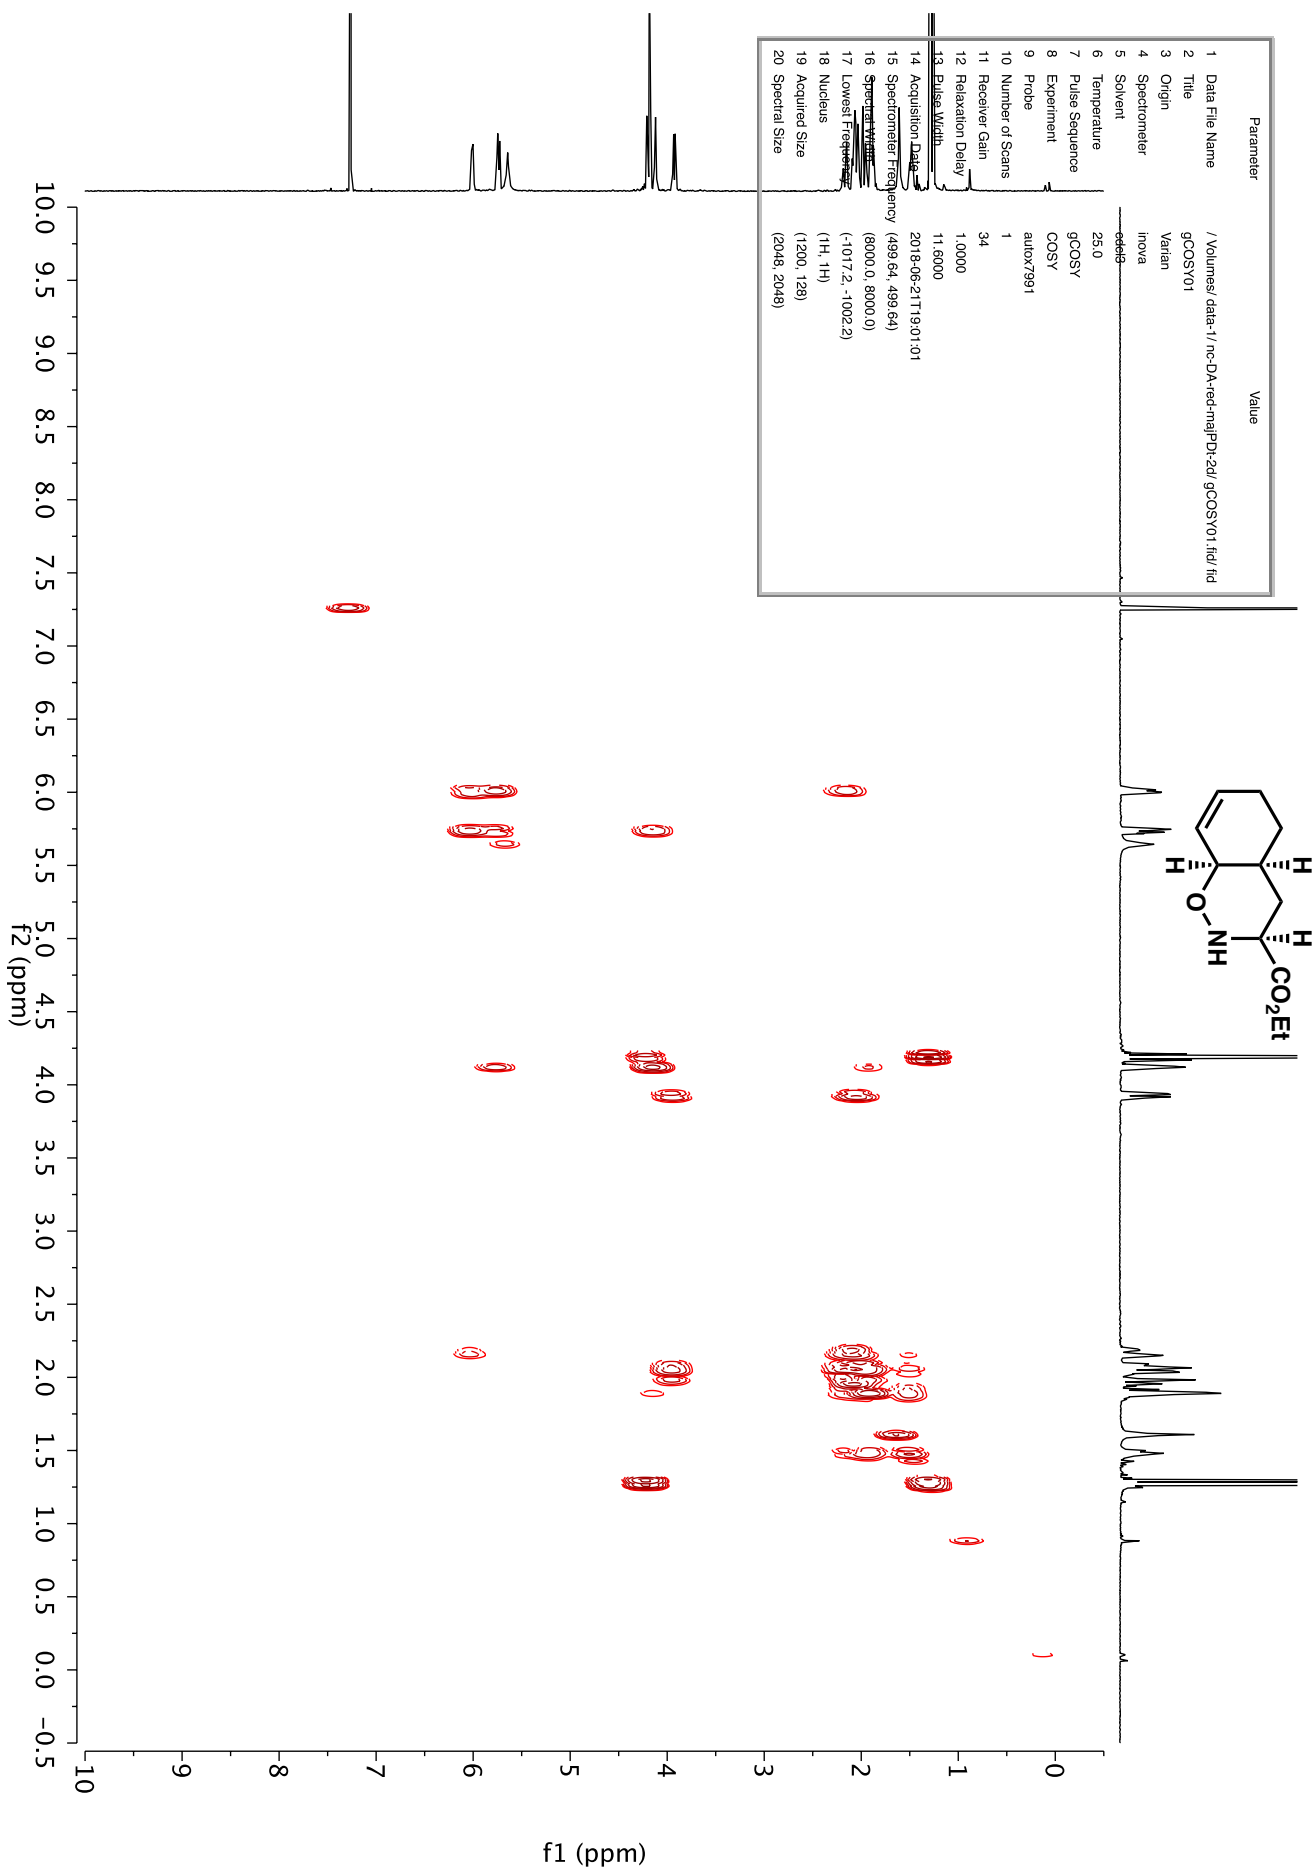 Parameter Value
1 Data File Name / Volumes/ data-1/ nc-DA-red-majPDt-2d/ gCOSY01.fid/ fid
2 Title gCOSY01
3 Origin Varian
4 Spectrometer inova
5 Solvent cdcl3
6 Temperature 25.0
7 Pulse Sequence gCOSY
8 Experiment COSY
9 Probe autox7991
10 Number of Scans 1
11 Receiver Gain 34
12 Relaxation Delay 1.0000
13 Pulse Width 11.6000
14 Acquisition Date 2018-06-21T19:01:01
15 Spectrometer Frequency (499.64, 499.64)
16 Spectral Width (8000.0, 8000.0)
17 Lowest Frequency (-1017.2, -1002.2)
18 Nucleus (1H, 1H)
19 Acquired Size (1200, 128)
20 Spectral Size (2048, 2048)
H H H
O NH CO2Et
10.0 9.5 9.0 8.5 8.0 7.5 7.0 6.5 6.0 5.5 5.0 4.5 4.0 3.5 3.0 2.5 2.0 1.5 1.0 0.5 0.0 -0.5
f2 (ppm)
0 1 2 3 4 5 6 7 8 9 10
f1 (ppm)